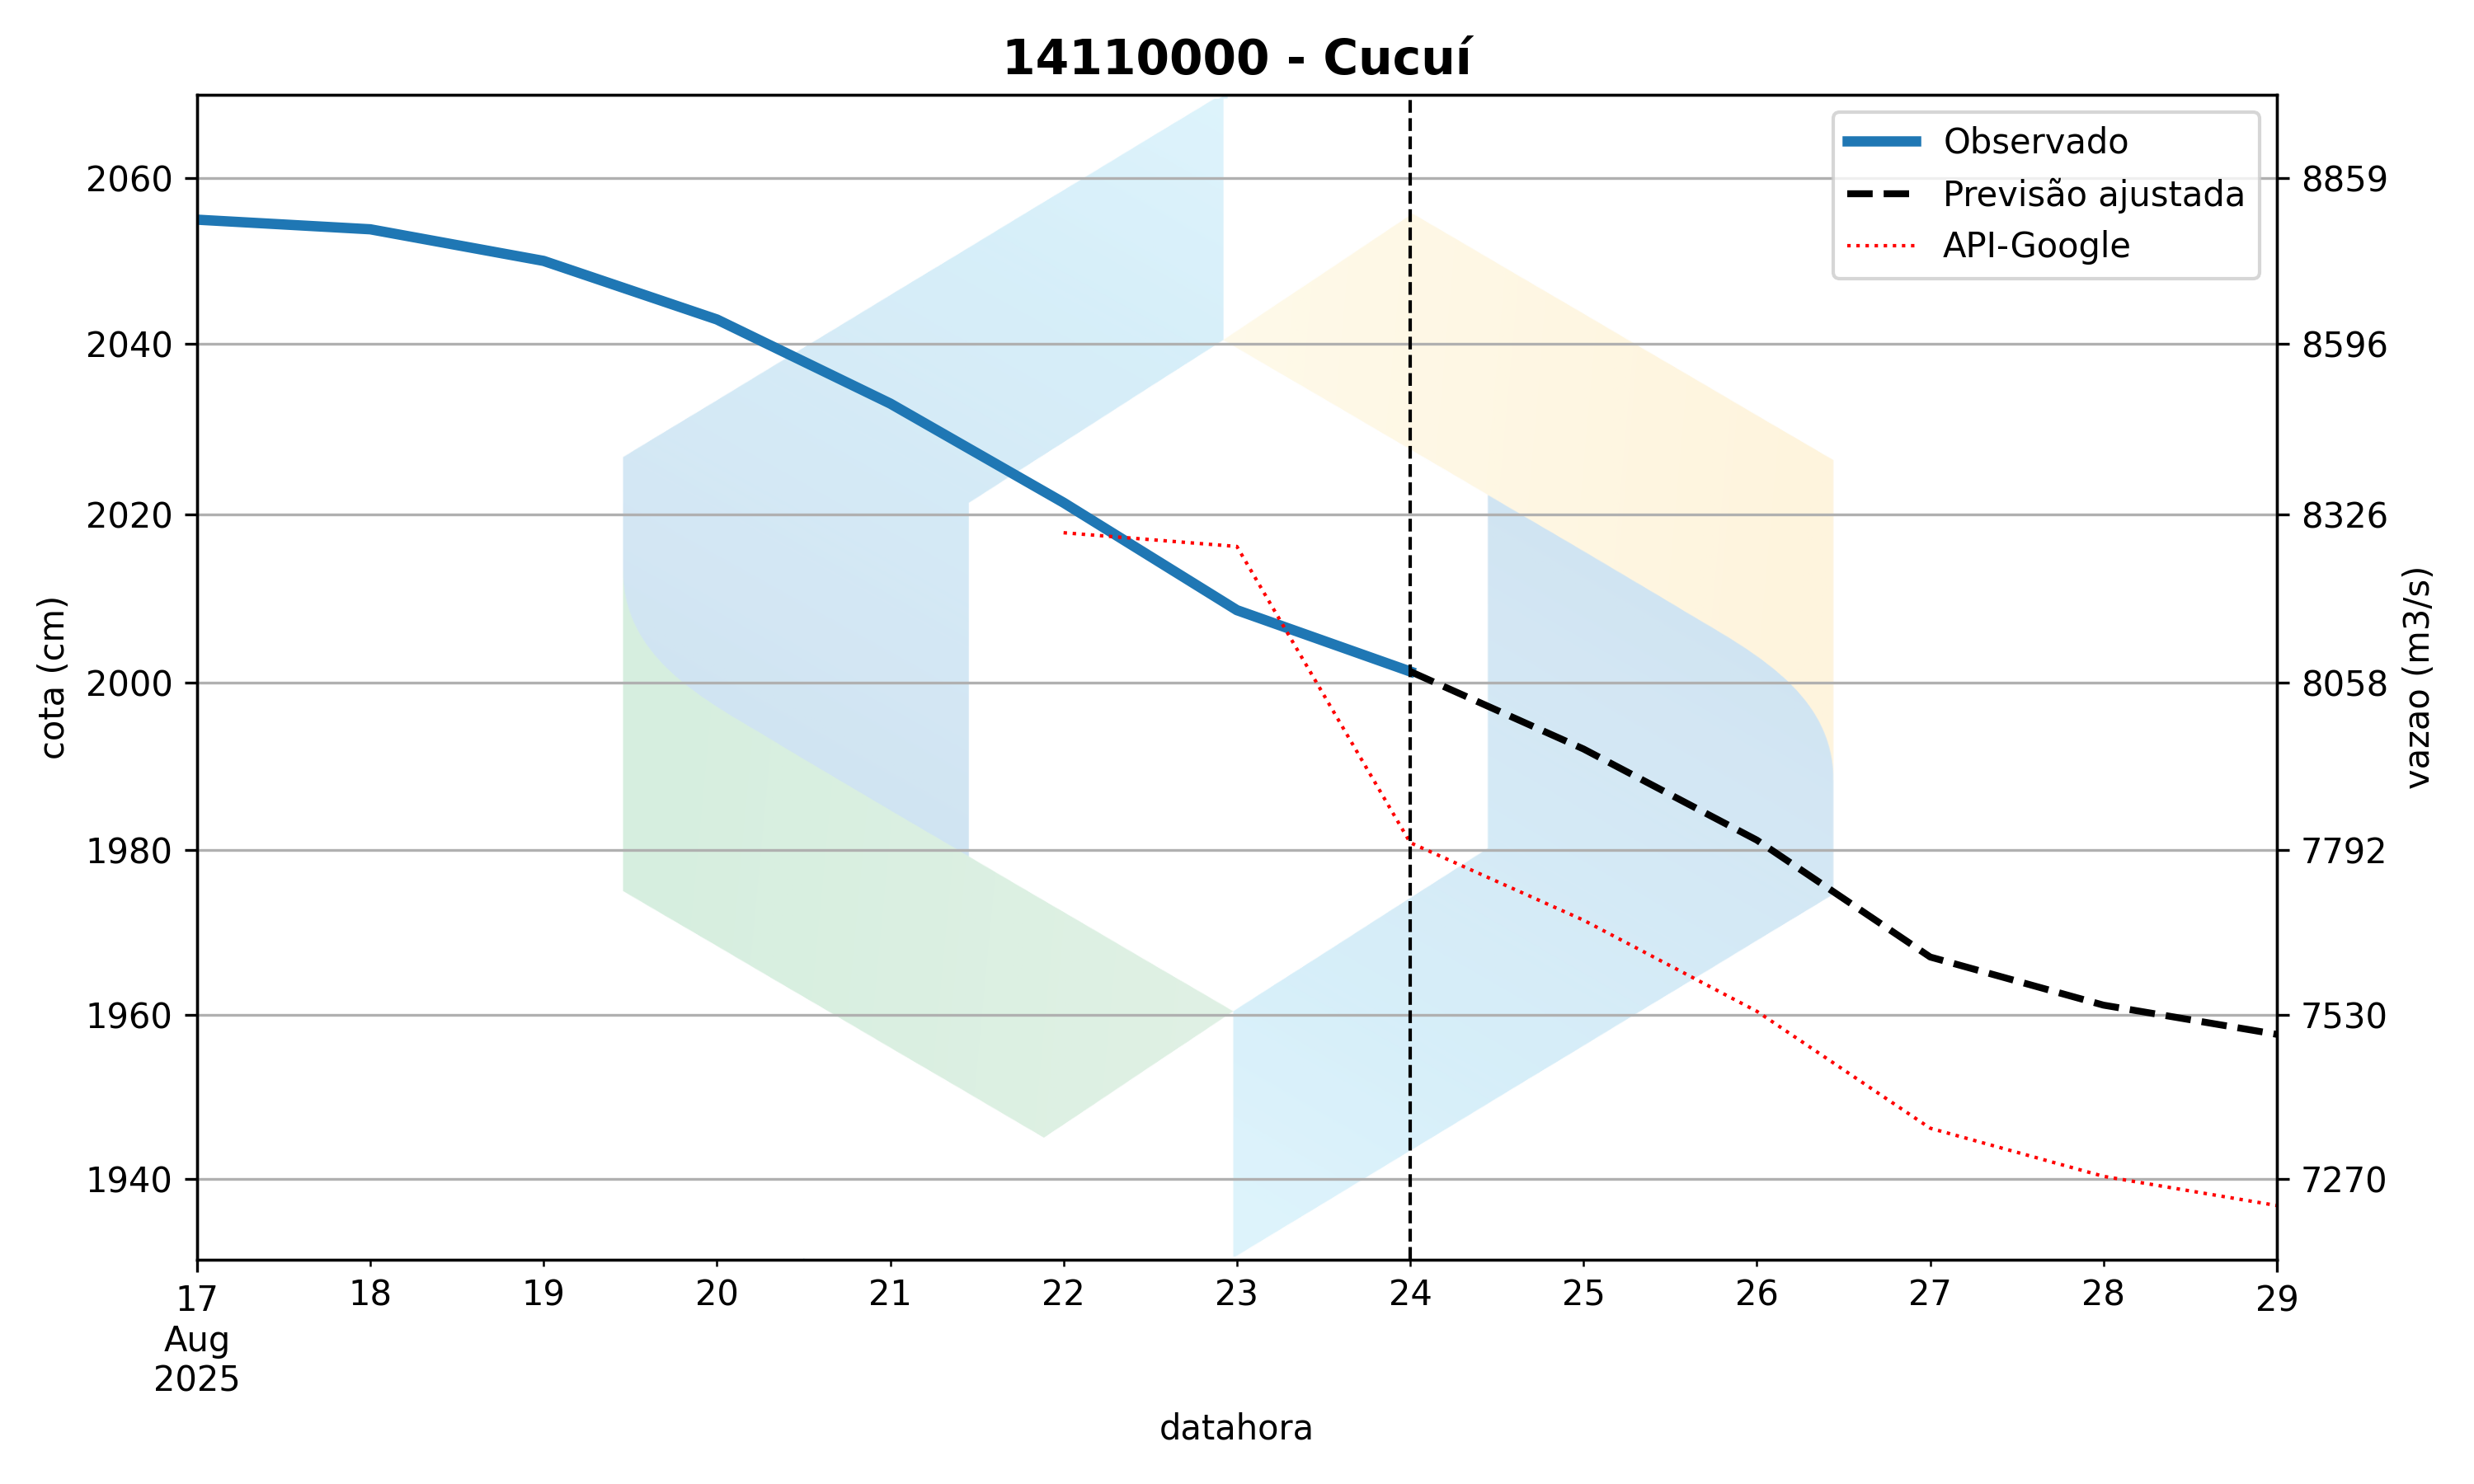 14110000 - Cucuí
Observado
Previsão ajustada
API-Google
2060
2040
2020
2000
1980
1960
1940
cota (cm)
8859
8596
8326
8058
7792
7530
7270
vazao (m3/s)
17 18 19 20 21 22 23 24 25 26 27 28 29
Aug
2025
datahora